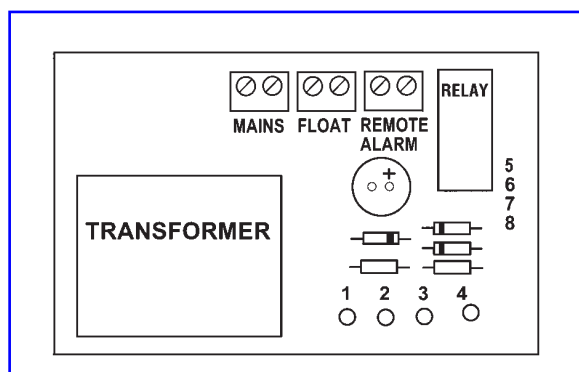 MAINS FLOAT REMOTE ALARM
RELAY
+
5
6
7
8
TRANSFORMER
1 2 3 4